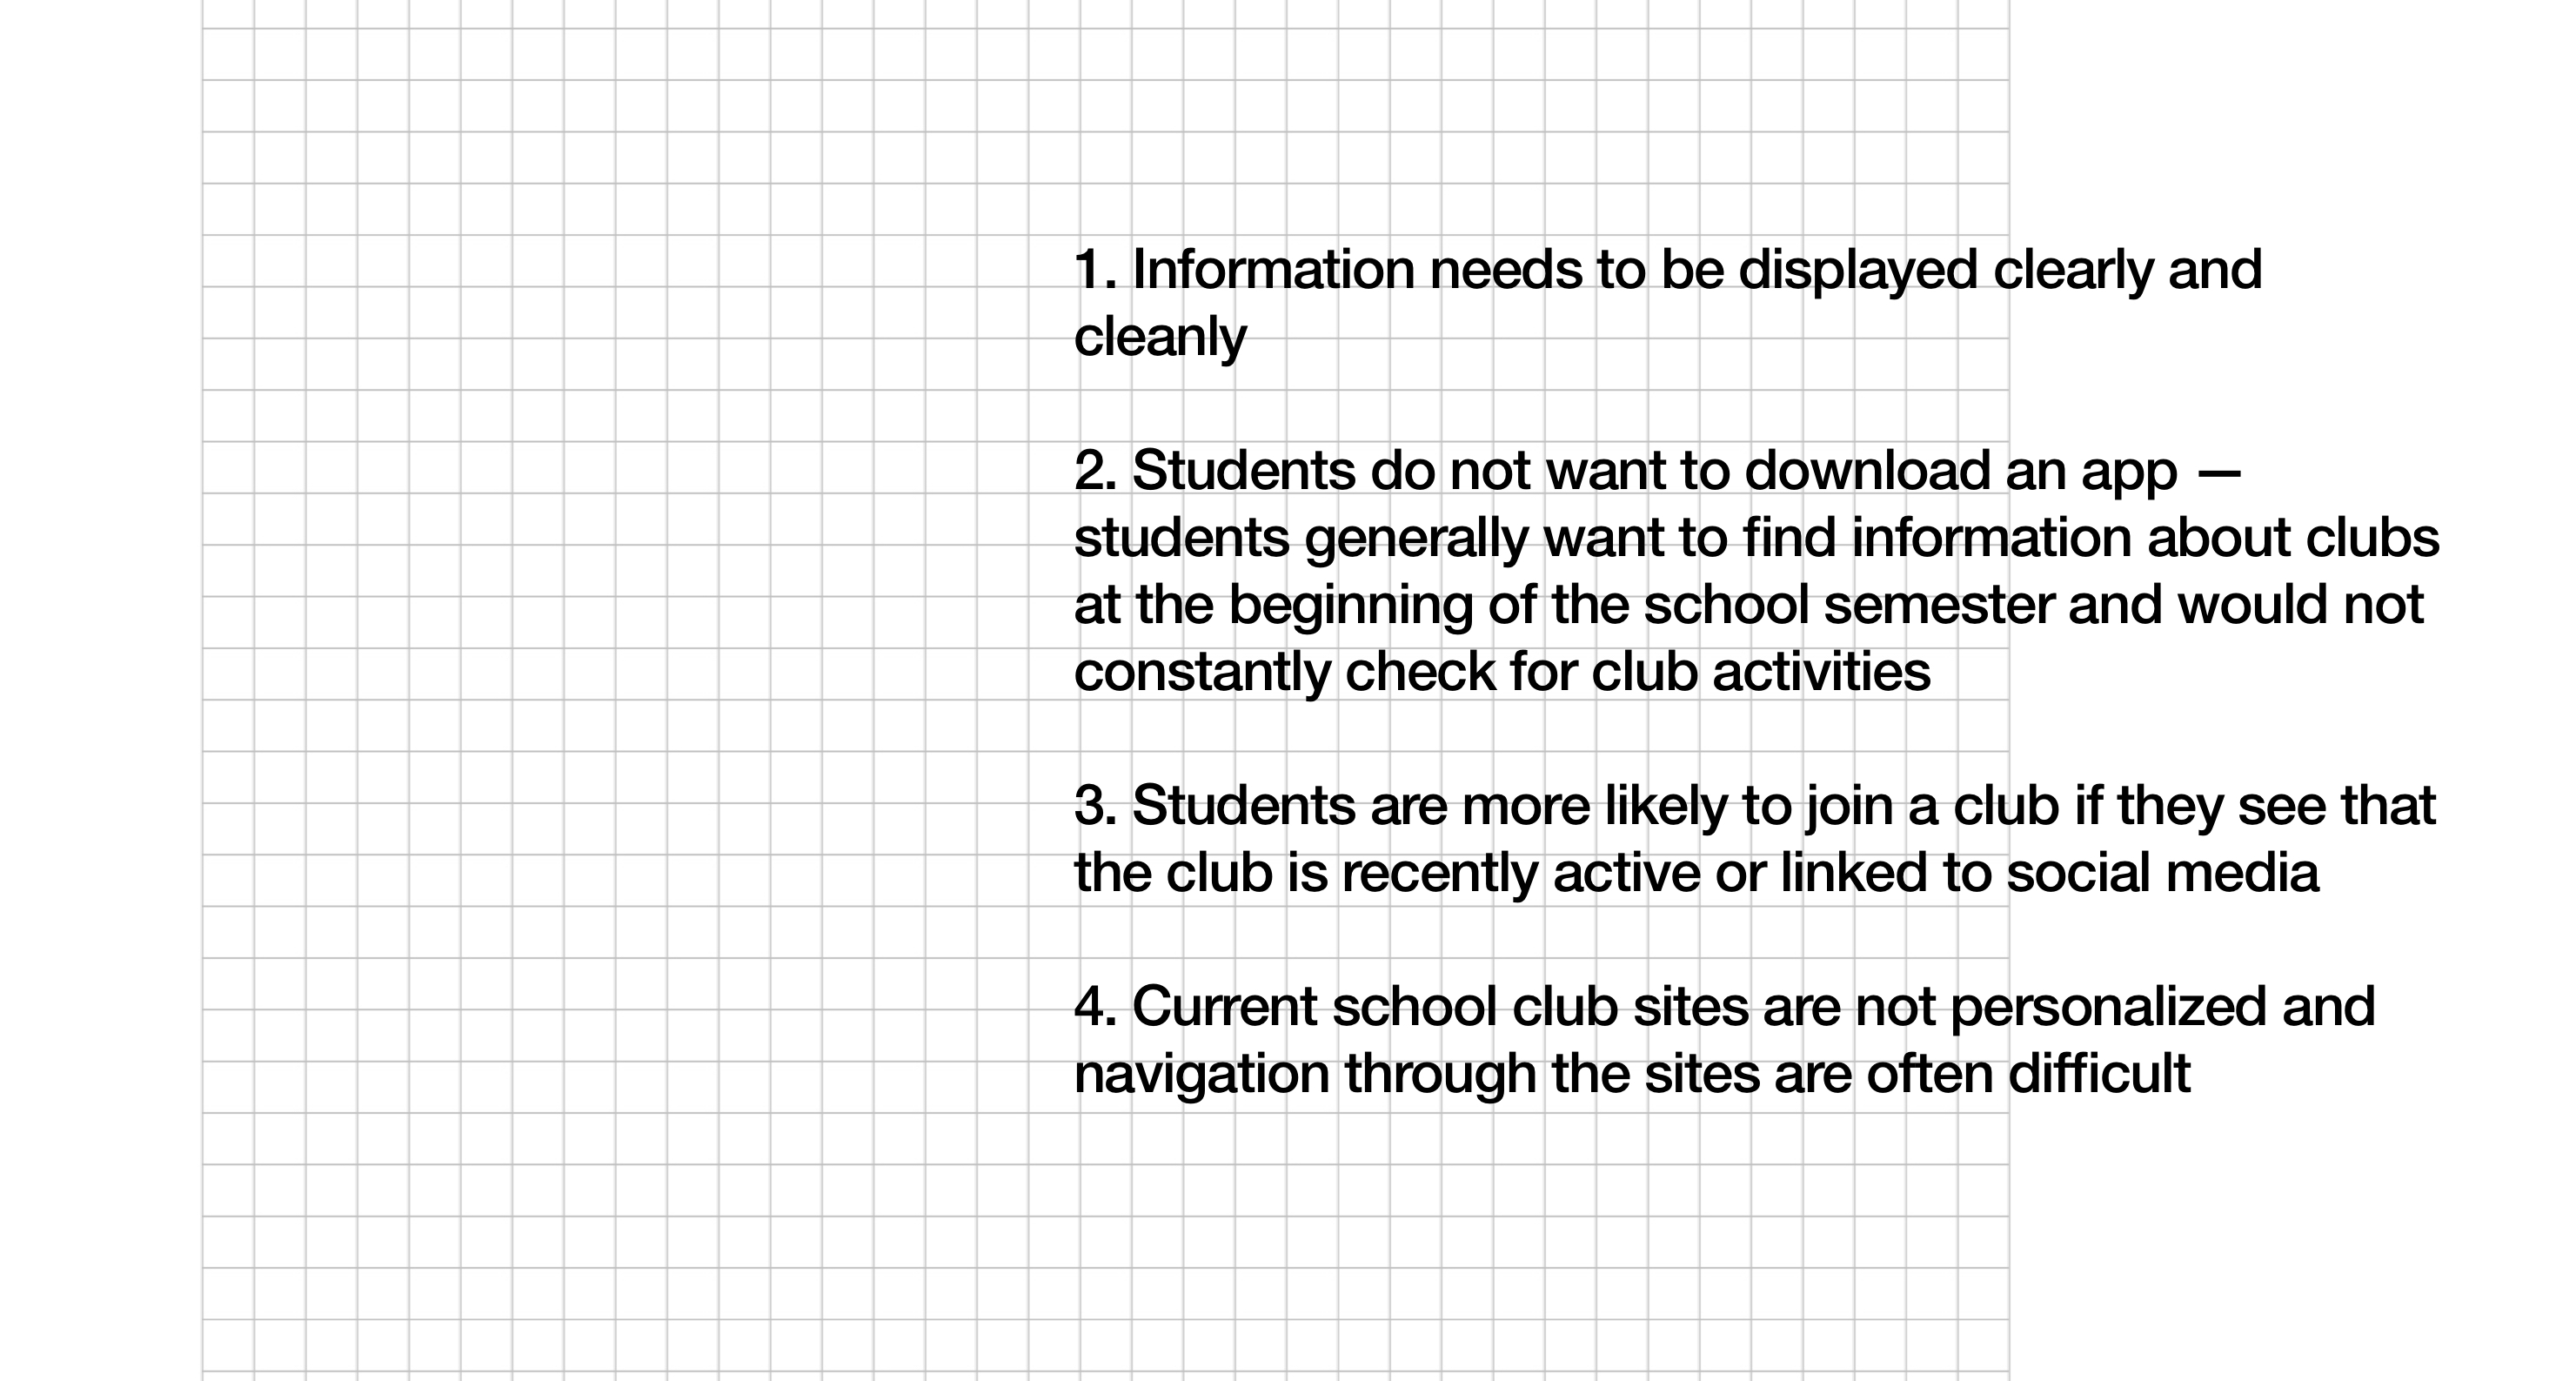 1. Information needs to be displayed clearly and
cleanly
2. Students do not want to download an app —
students generally want to find information about clubs
at the beginning of the school semester and would not
constantly check for club activities
3. Students are more likely to join a club if they see that
the club is recently active or linked to social media
4. Current school club sites are not personalized and
navigation through the sites are often difficult